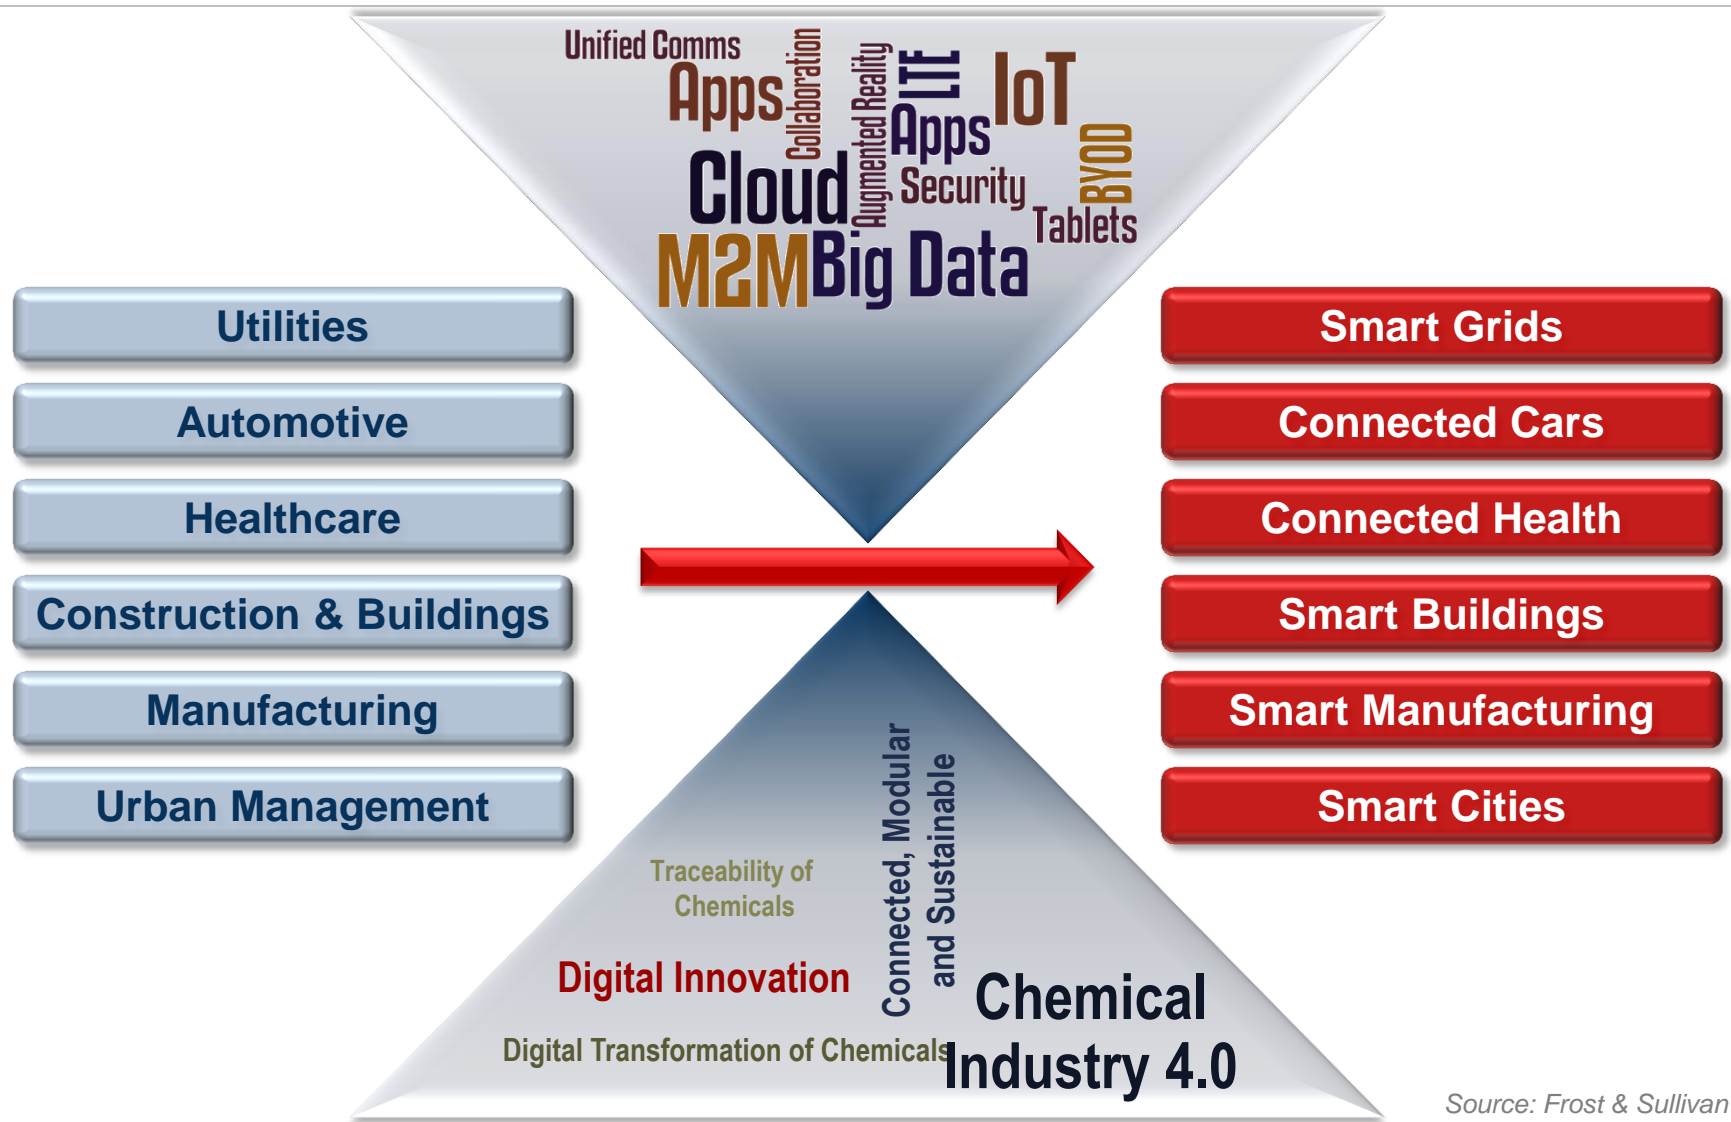 Unified Comms
Apps
Collaboration
Augmented Reality
LTE
IoT
Apps
BYOD
Cloud
Security
Tablets
M2M
Big Data
Utilities
Automotive
Healthcare
Construction & Buildings
Manufacturing
Urban Management
Smart Grids
Connected Cars
Connected Health
Smart Buildings
Smart Manufacturing
Smart Cities
Connected, Modular
and Sustainable
Traceability of
Chemicals
Digital Innovation
Digital Transformation of Chemicals
Chemical
Industry 4.0
Source: Frost & Sullivan